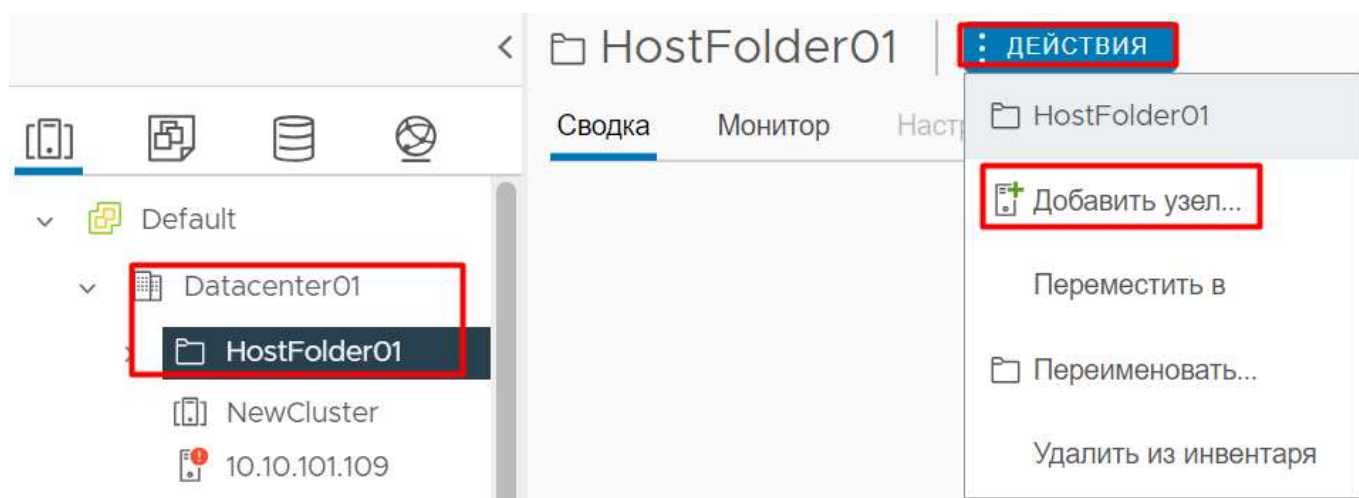 HostFolder01
ДЕЙСТВИЯ
Сводка
Монитор
HostFolder01
Добавить узел...
Переместить в
Переименовать...
Удалить из инвентаря
Default
Datacenter01
HostFolder01
NewCluster
10.10.101.109